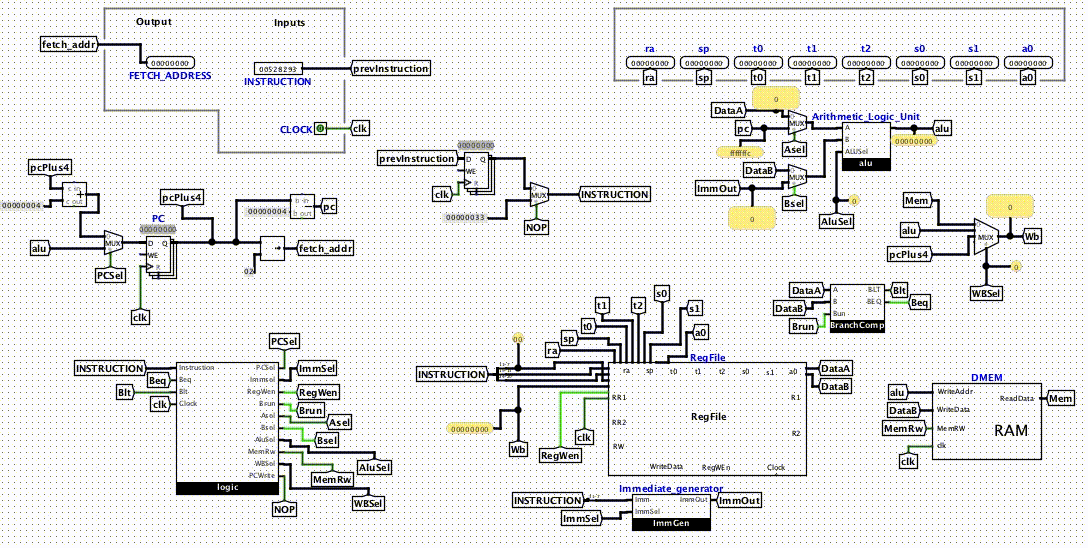 Output
Inputs
fetch_addr
00000000
FETCH_ADDRESS
00528293
prevInstruction
INSTRUCTION
CLOCK
0
clk
ra sp t0 t1 t2 s0 s1 a0
00000000 00000000 00000000 00000000 00000000 00000000 00000000 00000000
ra sp t0 t1 t2 s0 s1 a0
DataA
0
MUX
pc
fffffffc
Asel
Arithmetic_Logic_Unit
A
B
ALUSel
alu
alu
00000000
DataB
ImmOut
MUX
Bsel
0
AluSel
0
prevInstruction
00000000
D Q
WE
clk
00000033
MUX
INSTRUCTION
NOP
pcPlus4
00000004
c in
+
c out
alu
MUX
PCSel
PC
00000000
D Q
WE
clk
pcPlus4
00000004
b in
-
b out
pc
02
fetch_addr
Mem
alu
pcPlus4
MUX
0
Wb
0
WBSel
DataA
DataB
Brun
A
B
Bun
BLT
BEQ
BranchComp
Blt
Beq
PCSel
INSTRUCTION
Beq
Blt
clk
Instruction
Beq
Blt
Clock
PCSel
Immsel
RegWen
Brun
Asel
Bsel
AluSel
MemRw
WBSel
PCWrite
logic
ImmSel
RegWen
Brun
Asel
Bsel
AluSel
MemRw
WBSel
NOP
s0
t1 t2 s1
t0
sp
ra
a0
00
INSTRUCTION
RegFile
ra sp t0 t1 t2 s0 s1 a0
DataA
DataB
RR1
R1
RegFile
RR2
R2
RW
WriteData RegWEn Clock
00000000
Wb
RegWen
clk
Immediate_generator
INSTRUCTION
Imm
ImmOut
ImmOut
ImmSel
ImmSel
ImmGen
DMEM
alu
DataB
MemRw
clk
WriteAddr
WriteData
MemRW
clk
ReadData
RAM
Mem